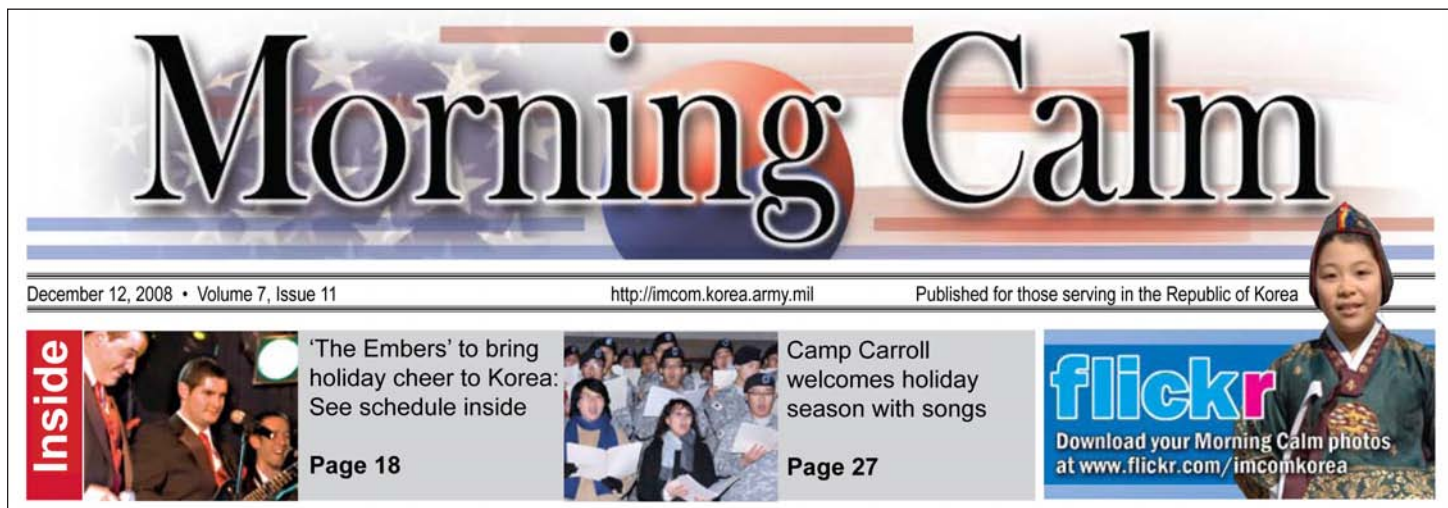 Morning Calm
December 12, 2008 • Volume 7, Issue 11
http://imcom.korea.army.mil
Published for those serving in the Republic of Korea
Inside
‘The Embers’ to bring
holiday cheer to Korea:
See schedule inside
Page 18
Camp Carroll
welcomes holiday
season with songs
Page 27
flickr
Download your Morning Calm photos
at www.flickr.com/imcomkorea